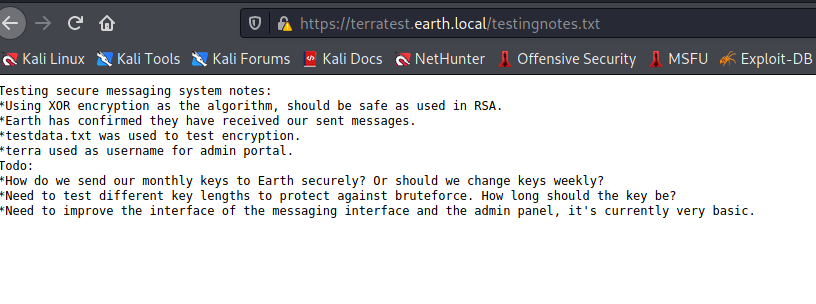 https://terratest.earth.local/testingnotes.txt
Kali Linux Kali Tools Kali Forums Kali Docs NetHunter Offensive Security MSFU Exploit-DB
Testing secure messaging system notes:
*Using XOR encryption as the algorithm, should be safe as used in RSA.
*Earth has confirmed they have received our sent messages.
*testdata.txt was used to test encryption.
*terra used as username for admin portal.
Todo:
*How do we send our monthly keys to Earth securely? Or should we change keys weekly?
*Need to test different key lengths to protect against bruteforce. How long should the key be?
*Need to improve the interface of the messaging interface and the admin panel, it's currently very basic.